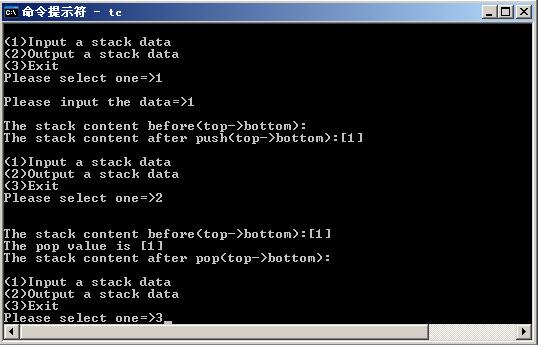 命令提示符 - tc
(1)Input a stack data
(2)Output a stack data
(3)Exit
Please select one=>1
Please input the data=>1
The stack content before(top->bottom):
The stack content after push(top->bottom):[1]
(1)Input a stack data
(2)Output a stack data
(3)Exit
Please select one=>2
The stack content before(top->bottom):[1]
The pop value is [1]
The stack content after pop(top->bottom):
(1)Input a stack data
(2)Output a stack data
(3)Exit
Please select one=>3_